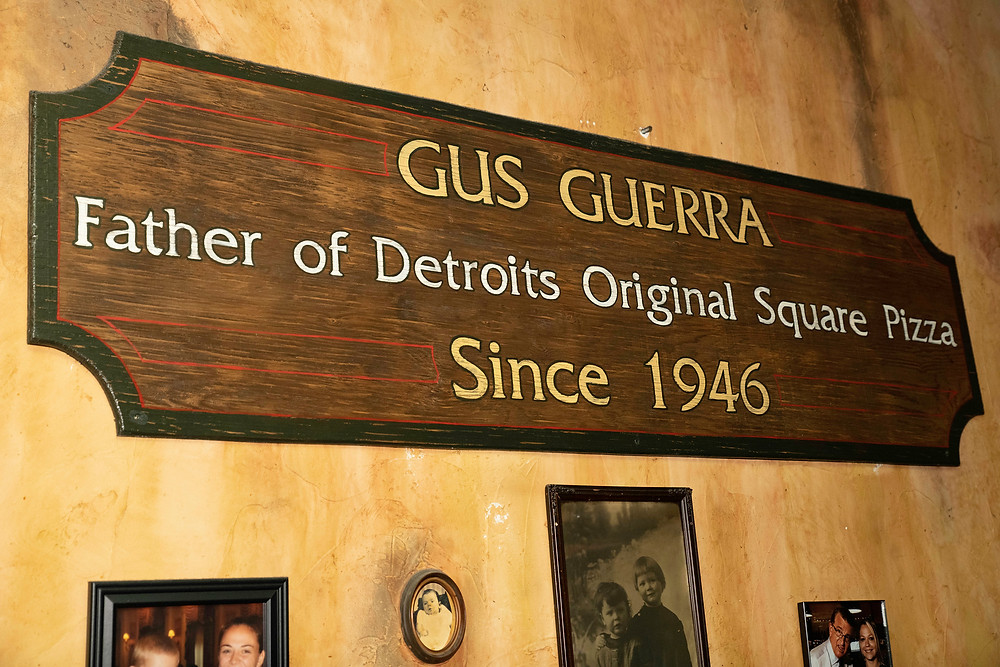 GUS GUERRA
Father of Detroits Original Square Pizza
Since 1946